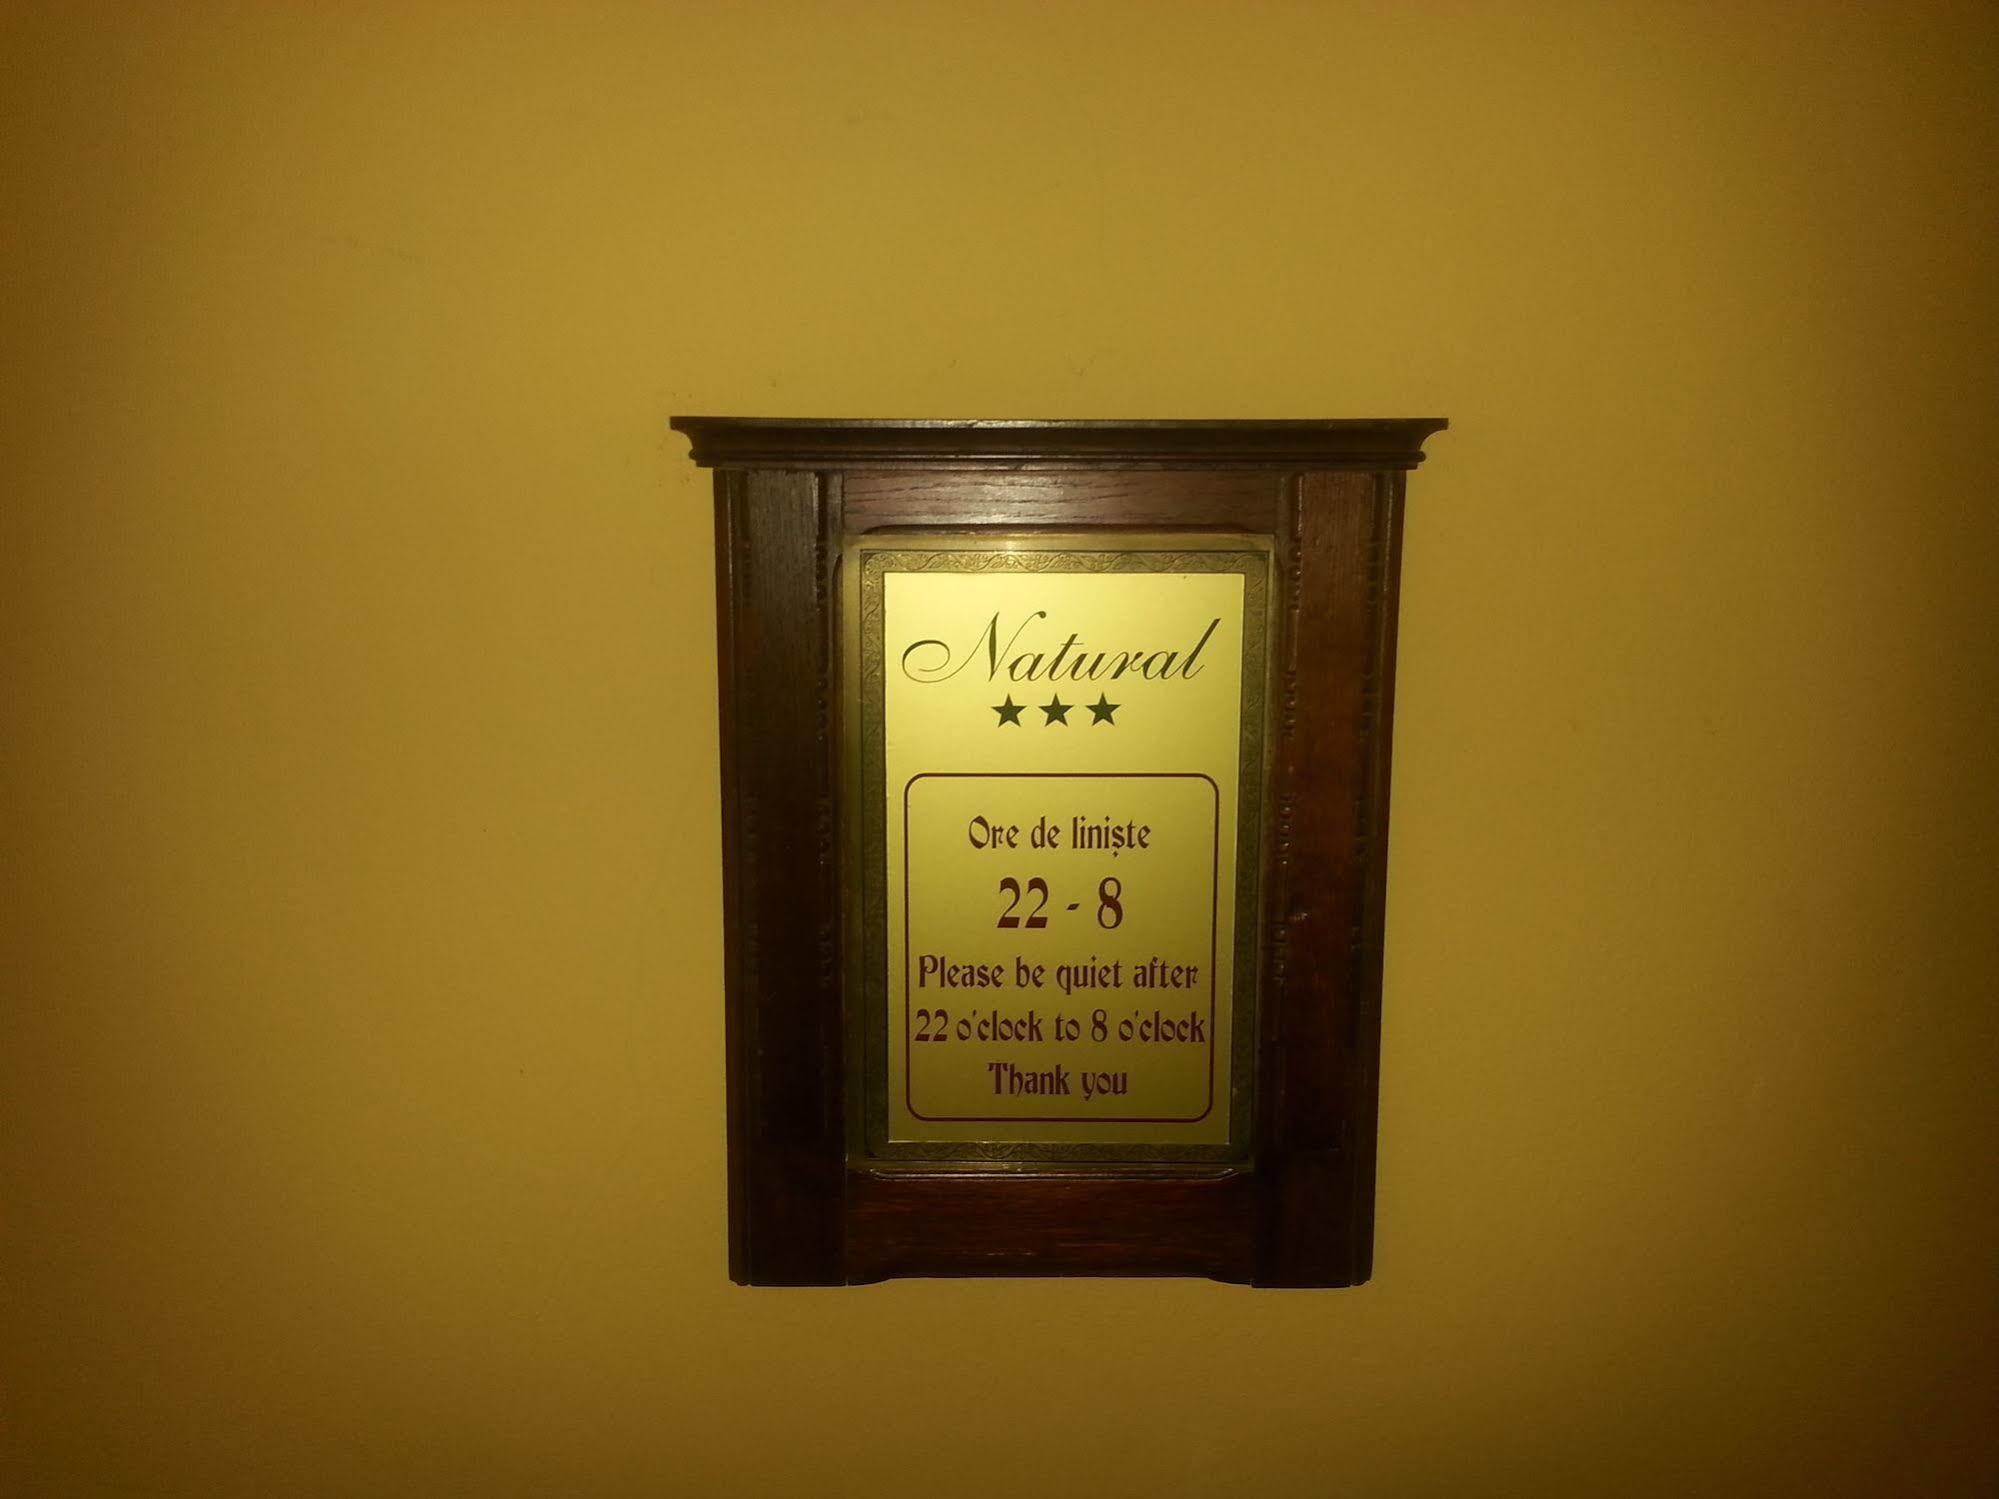 Natural
★★★
Ore de liniște
22 - 8
Please be quiet after
22 o'clock to 8 o'clock
Thank you